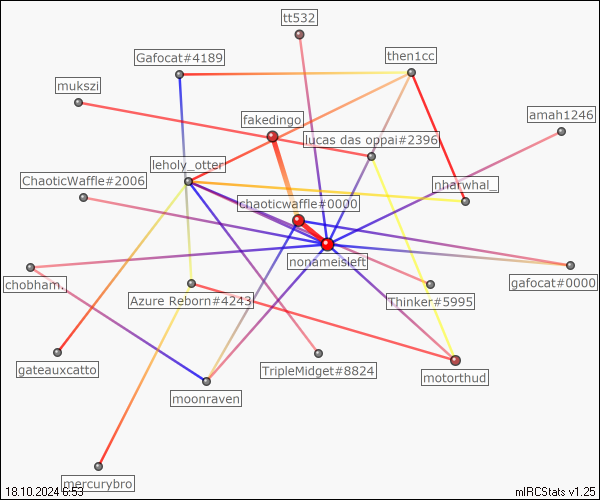 tt532
Gafocat#4189
then1cc
mukszi
amah1246
fakedingo
lucas das oppai#2396
leholy_otter
ChaoticWaffle#2006
nharwhal_
chaoticwaffle#0000
nonameisleft
chobham.
gafocat#0000
Azure Reborn#4243
Thinker#5995
gateauxcatto
TripleMidget#8824
motorthud
moonraven
mercurybro
18.10.2024 6:53
mIRCStats v1.25